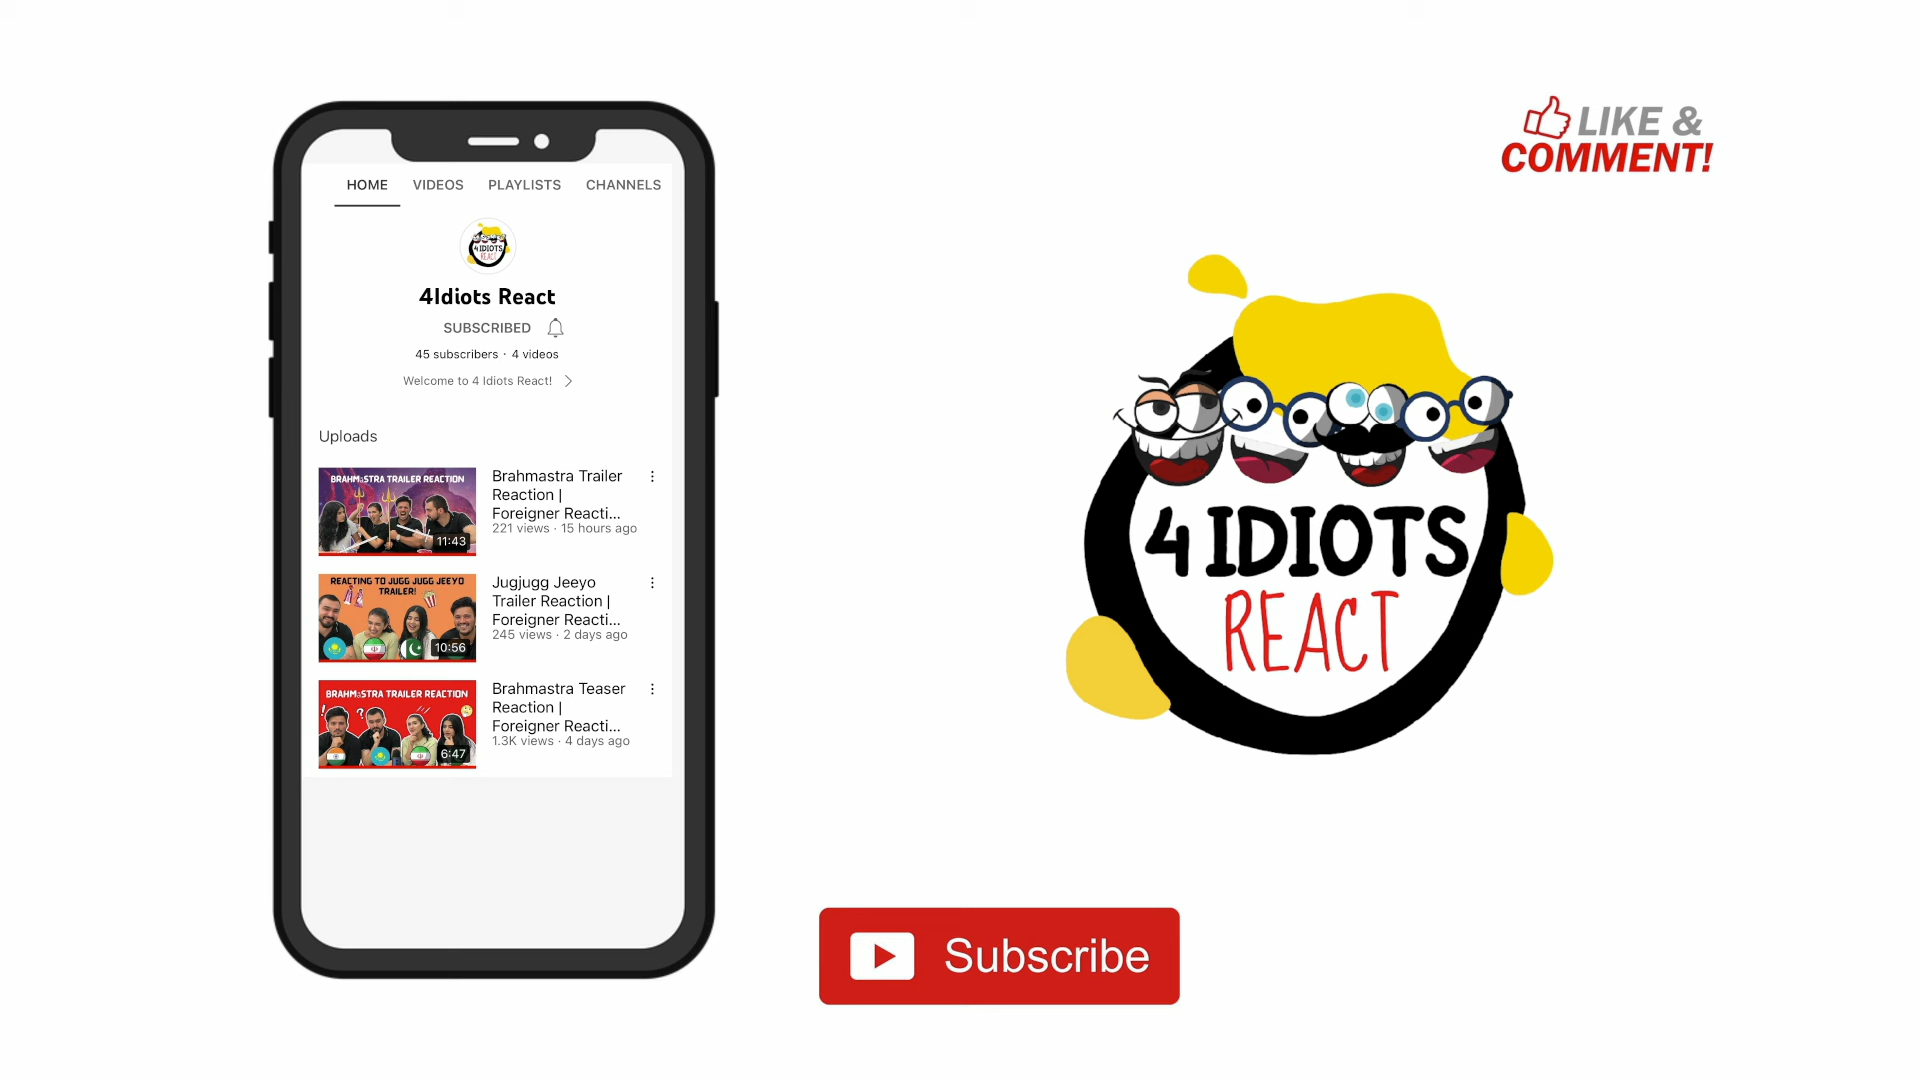 HOME VIDEOS PLAYLISTS CHANNELS
4 IDIOTS
REACT
4Idiots React
SUBSCRIBED
45 subscribers · 4 videos
Welcome to 4 Idiots React!
Uploads
BRAHMASTRA TRAILER REACTION
11:43
Brahmastra Trailer
Reaction |
Foreigner Reacti...
221 views · 15 hours ago
REACTING TO JUGG JUGG JEEYO
TRAILER!
10:56
Jugjugg Jeeyo
Trailer Reaction |
Foreigner Reacti...
245 views · 2 days ago
BRAHMASTRA TRAILER REACTION
6:47
Brahmastra Teaser
Reaction |
Foreigner Reacti...
1.3K views · 4 days ago
LIKE &
COMMENT!
4 IDIOTS
REACT
Subscribe